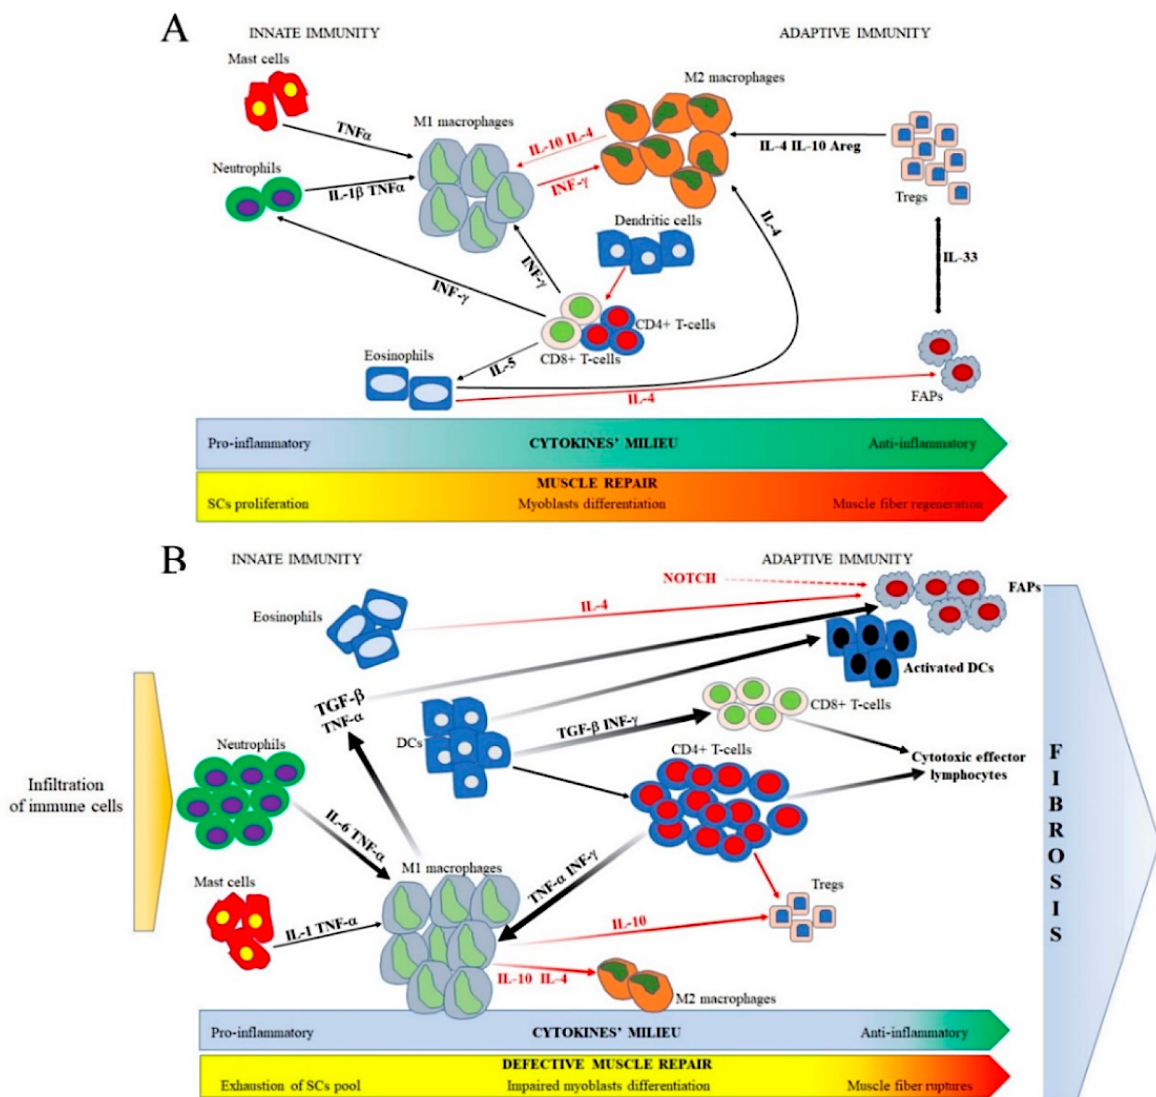 A
INNATE IMMUNITY
ADAPTIVE IMMUNITY
Mast cells
M2 macrophages
TNFα
M1 macrophages
IL-10 IL-4
IL-4 IL-10 Areg
Neutrophils
IL-1β TNFα
INF-γ
Tregs
Dendritic cells
IL-4
INF-γ
IL-33
INF-γ
CD4+ T-cells
CD8+ T-cells
Eosinophils
IL-5
IL-4
FAPs
Pro-inflammatory
CYTOKINES' MILIEU
Anti-inflammatory
MUSCLE REPAIR
SCs proliferation
Myoblasts differentiation
Muscle fiber regeneration
B
INNATE IMMUNITY
ADAPTIVE IMMUNITY
NOTCH
FAPs
Eosinophils
IL-4
Activated DCs
TGF-β
TNF-α
CD8+ T-cells
DCs
TGF-β INF-γ
Neutrophils
CD4+ T-cells
Cytotoxic effector
lymphocytes
Infiltration
of immune cells
IL-6 TNF-α
M1 macrophages
TNF-α INF-γ
Mast cells
Tregs
IL-1 TNF-α
IL-10
IL-10 IL-4
M2 macrophages
FIBROSIS
Pro-inflammatory
CYTOKINES' MILIEU
Anti-inflammatory
DEFECTIVE MUSCLE REPAIR
Exhaustion of SCs pool
Impaired myoblasts differentiation
Muscle fiber ruptures